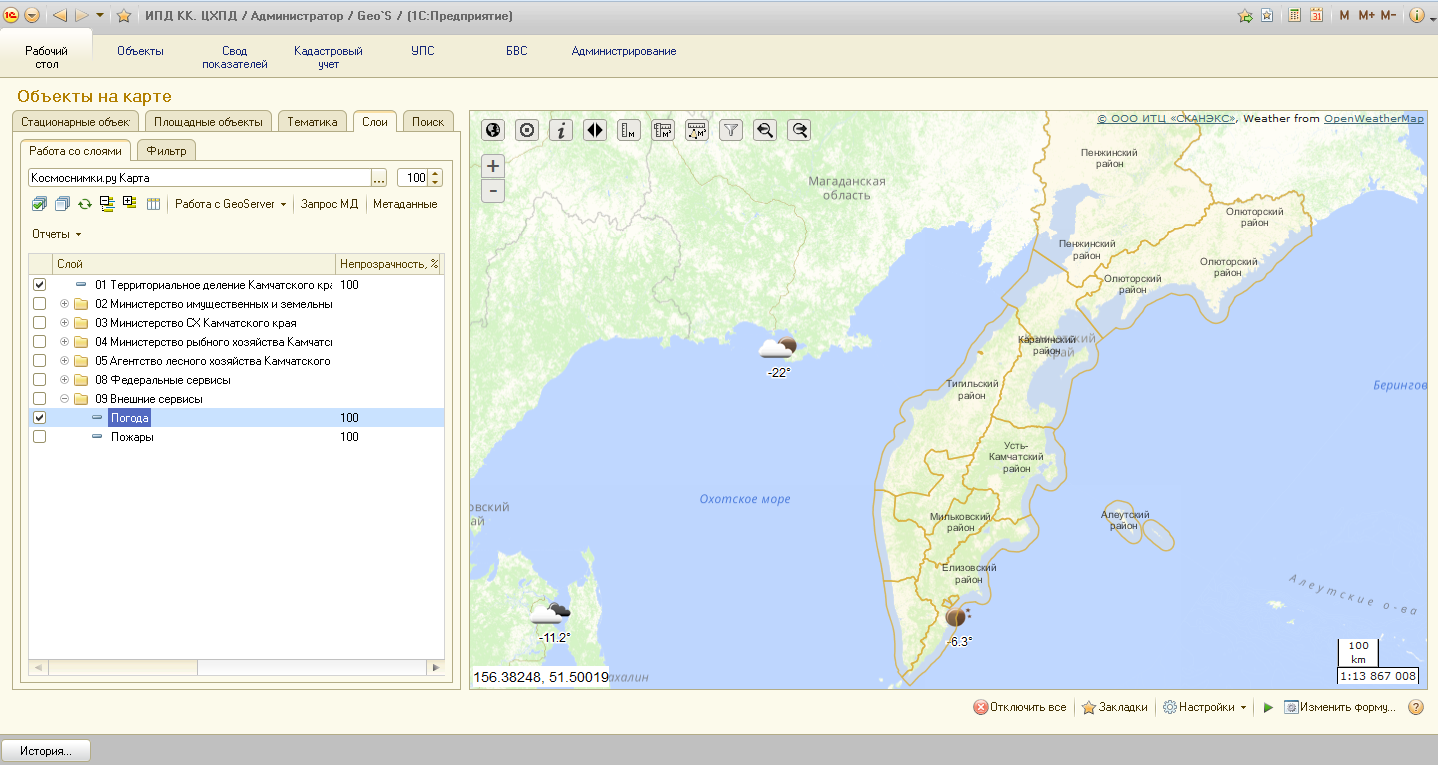 ИПД КК. ЦХПД / Администратор / Geo`S / (1С:Предприятие)
M M+ M-
Рабочий
стол
Объекты
Свод
показателей
Кадастровый
учет
УПС
БВС
Администрирование
Объекты на карте
Стационарные объек
Площадные объекты
Тематика
Слои
Поиск
Работа со слоями
Фильтр
Космоснимки.ру Карта
...
100
Работа с GeoServer
Запрос МД
Метаданные
Отчеты
Слой
Непрозрачность, %
01 Территориальное деление Камчатского кра
100
02 Министерство имущественных и земельны
03 Министерство СХ Камчатского края
04 Министерство рыбного хозяйства Камчатс
05 Агентство лесного хозяйства Камчатского
08 Федеральные сервисы
09 Внешние сервисы
Погода
100
Пожары
100
© ООО ИТЦ «СКАНЭКС», Weather from OpenWeatherMap
+
-
Пенжинский
район
Магаданская
область
Олюторский
район
Пенжинский
район
Олюторский
район
Олюторский
район
Карагинский
район
край
-22°
Тигильский
район
Берингов
Усть-
Камчатский
район
Охотское море
овский
ай
Мильковский
район
Алеутский
район
Елизовский
район
Алеутские о-ва
-11.2°
-6.3°
100
km
156.38248, 51.50019
ахалин
1:13 867 008
Отключить все
Закладки
Настройки
Изменить форму...
?
История...